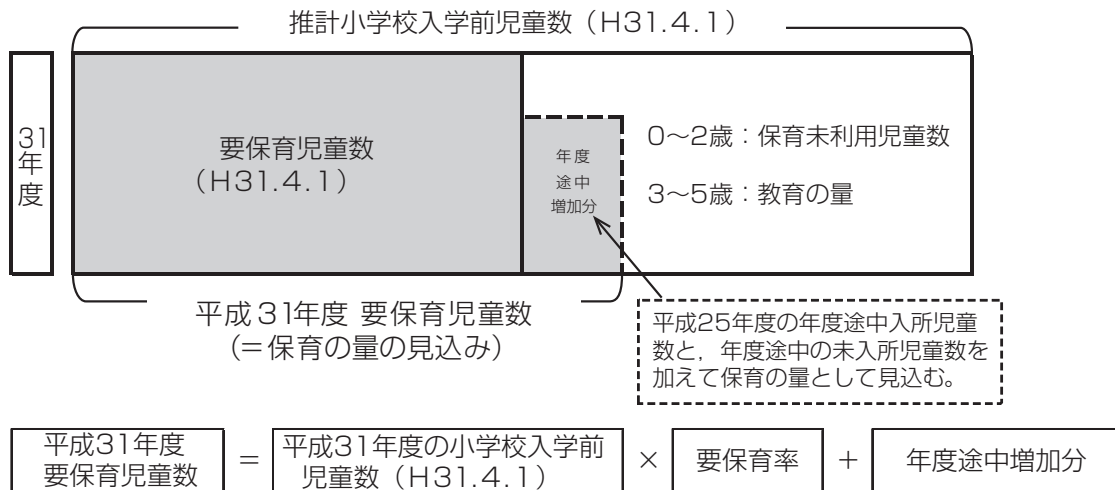 推計小学校入学前児童数（H31.4.1）
31年度
要保育児童数
（H31.4.1）
年度
途中
増加分
0～2歳：保育未利用児童数
3～5歳：教育の量
平成31年度 要保育児童数
（＝保育の量の見込み）
平成25年度の年度途中入所児童
数と，年度途中の未入所児童数を
加えて保育の量として見込む。
平成31年度
要保育児童数
＝
平成31年度の小学校入学前
児童数（H31.4.1）
×
要保育率
＋
年度途中増加分